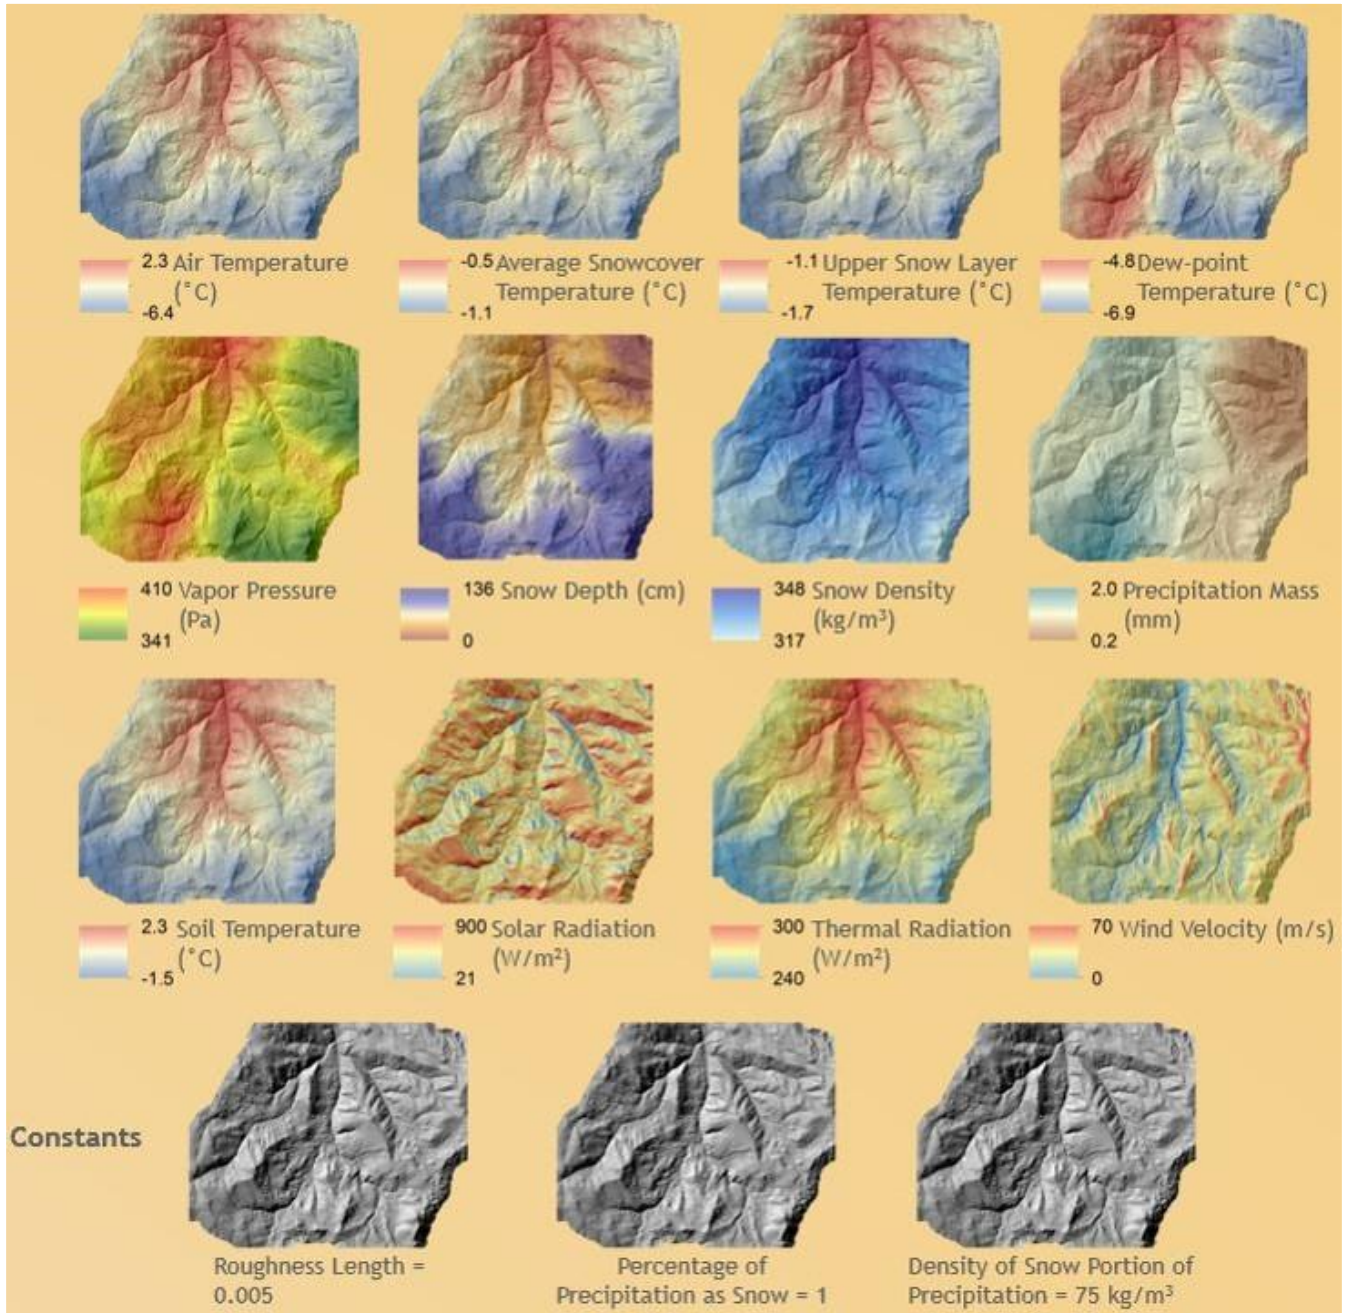 2.3 Air Temperature
(˚C)
-6.4
-0.5 Average Snowcover
Temperature (˚C)
-1.1
-1.1 Upper Snow Layer
Temperature (˚C)
-1.7
-4.8 Dew-point
Temperature (˚C)
-6.9
410 Vapor Pressure
(Pa)
341
136 Snow Depth (cm)
0
348 Snow Density
(kg/m³)
317
2.0 Precipitation Mass
(mm)
0.2
2.3 Soil Temperature
(˚C)
-1.5
900 Solar Radiation
(W/m²)
21
300 Thermal Radiation
(W/m²)
240
70 Wind Velocity (m/s)
0
Constants
Roughness Length =
0.005
Percentage of
Precipitation as Snow = 1
Density of Snow Portion of
Precipitation = 75 kg/m³